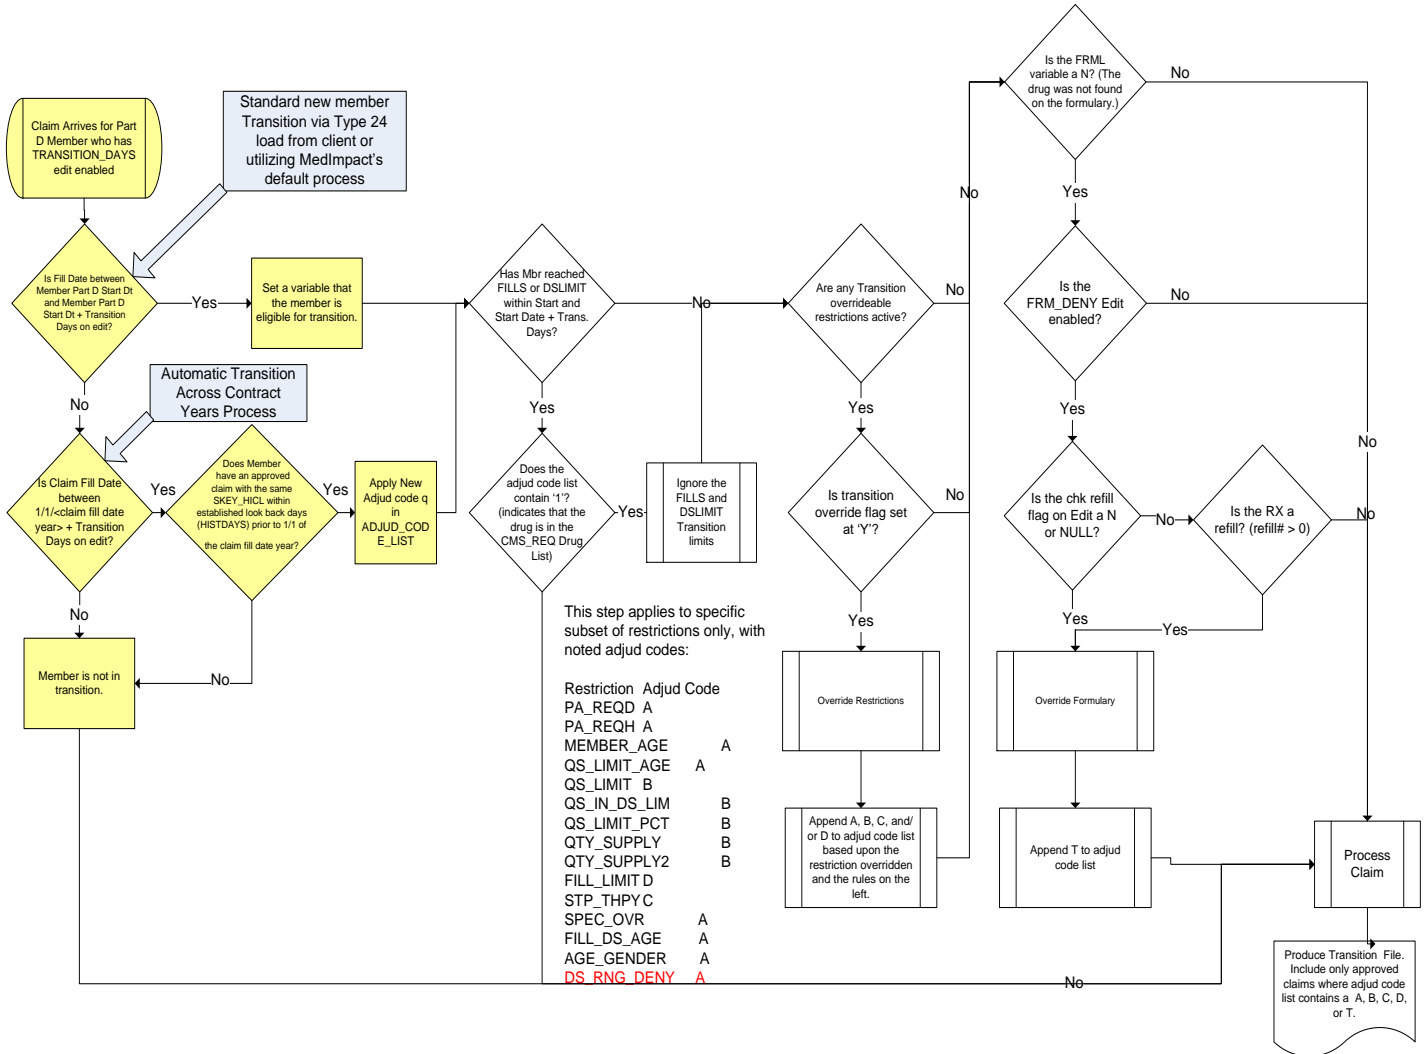 Claim Arrives for Part
D Member who has
TRANSITION_DAYS
edit enabled
Standard new member
Transition via Type 24
load from client or
utilizing MedImpact's
default process
Is Fill Date between
Member Part D Start Dt
and Member Part D
Start Dt + Transition
Days on edit?
Yes
Set a variable that
the member is
eligible for transition.
No
Automatic Transition
Across Contract
Years Process
Is Claim Fill Date
between
1/1/<claim fill date
year> + Transition
Days on edit?
Yes
Does Member
have an approved
claim with the same
SKEY_HICL within
established look back days
(HISTDAYS) prior to 1/1 of
the claim fill date year?
Yes
Apply New
Adjud code q
in
ADJUD_COD
E_LIST
No
No
Member is not in
transition.
Has Mbr reached
FILLS or DSLIMIT
within Start and
Start Date + Trans.
Days?
No
Yes
Does the
adjud code list
contain '1'?
(indicates that the
drug is in the
CMS_REQ Drug
List)
Yes
Ignore the
FILLS and
DSLIMIT
Transition
limits
No
This step applies to specific
subset of restrictions only, with
noted adjud codes:
Restriction Adjud Code
PA_REQD A
PA_REQH A
MEMBER_AGE A
QS_LIMIT_AGE A
QS_LIMIT B
QS_IN_DS_LIM B
QS_LIMIT_PCT B
QTY_SUPPLY B
QTY_SUPPLY2 B
FILL_LIMIT D
STP_THPY C
SPEC_OVR A
FILL_DS_AGE A
AGE_GENDER A
DS_RNG_DENY A
Are any Transition
overrideable
restrictions active?
No
No
Yes
Is transition
override flag set
at 'Y'?
No
Yes
Override Restrictions
Append A, B, C, and/
or D to adjud code list
based upon the
restriction overridden
and the rules on the
left.
Is the FRML
variable a N? (The
drug was not found
on the formulary.)
No
Yes
Is the
FRM_DENY Edit
enabled?
No
Yes
Is the chk refill
flag on Edit a N
or NULL?
No
Is the RX a
refill? (refill# > 0)
No
No
Yes
Yes
Override Formulary
Append T to adjud
code list
Process
Claim
Produce Transition File.
Include only approved
claims where adjud code
list contains a A, B, C, D,
or T.